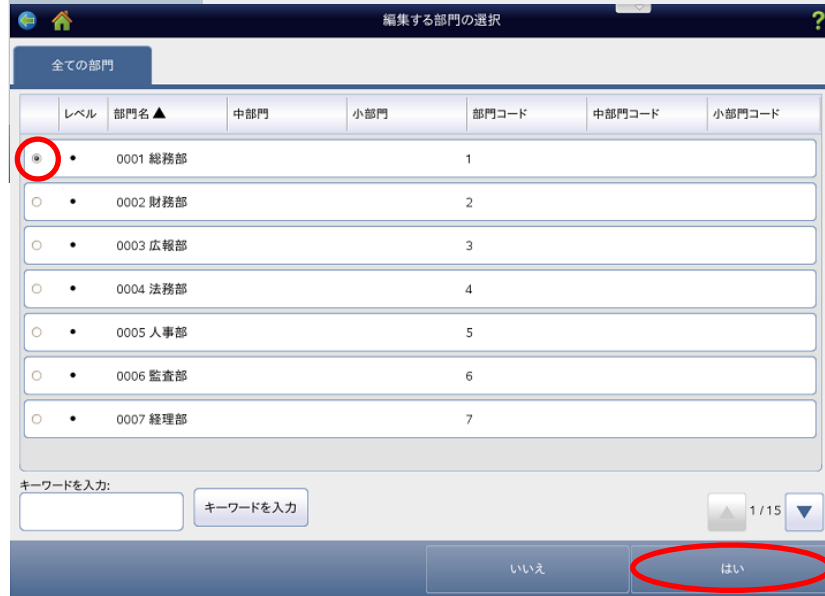 編集する部門の選択
?
全ての部門
レベル 部門名▲ 中部門 小部門 部門コード 中部門コード 小部門コード
• 0001 総務部 1
• 0002 財務部 2
• 0003 広報部 3
• 0004 法務部 4
• 0005 人事部 5
• 0006 監査部 6
• 0007 経理部 7
キーワードを入力:
キーワードを入力 1/15
いいえ はい